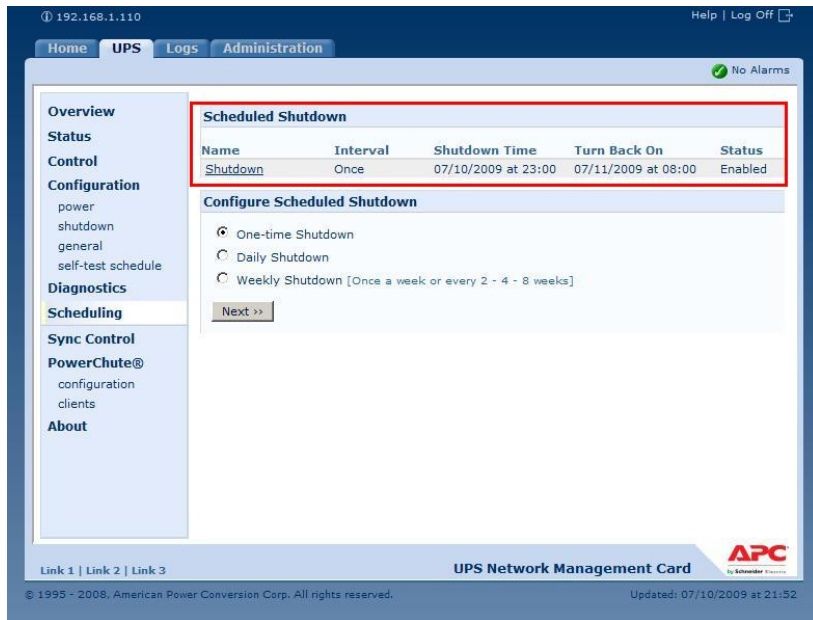 192.168.1.110
Help | Log Off
Home UPS Logs Administration
No Alarms
Overview
Status
Control
Configuration
power
shutdown
general
self-test schedule
Diagnostics
Scheduling
Sync Control
PowerChute®
configuration
clients
About
Scheduled Shutdown
Name Interval Shutdown Time Turn Back On Status
Shutdown Once 07/10/2009 at 23:00 07/11/2009 at 08:00 Enabled
Configure Scheduled Shutdown
One-time Shutdown
Daily Shutdown
Weekly Shutdown [Once a week or every 2 - 4 - 8 weeks]
Next >>
Link 1 | Link 2 | Link 3
UPS Network Management Card
APC
by Schneider Electric
© 1995 - 2008, American Power Conversion Corp. All rights reserved.
Updated: 07/10/2009 at 21:52